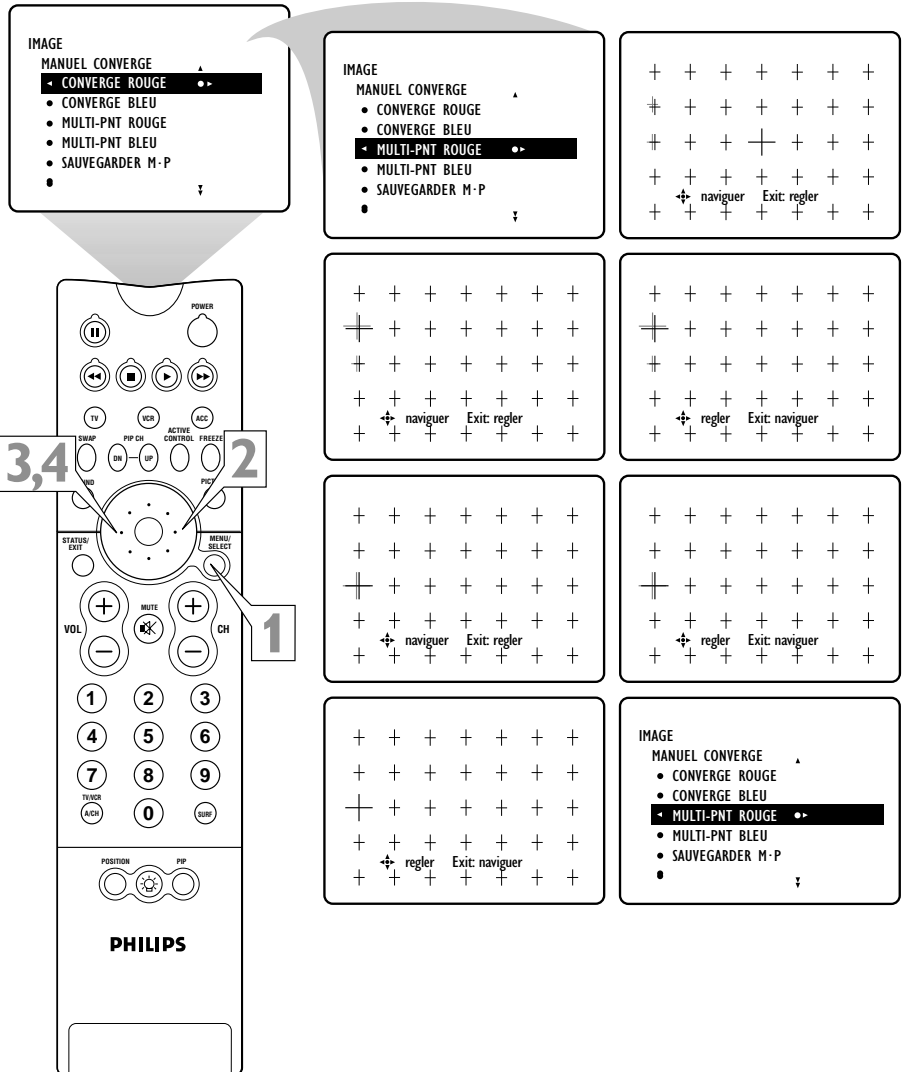 IMAGE
MANUEL CONVERGE
CONVERGE ROUGE
CONVERGE BLEU
MULTI-PNT ROUGE
MULTI-PNT BLEU
SAUVEGARDER M·P
IMAGE
MANUEL CONVERGE
CONVERGE ROUGE
CONVERGE BLEU
MULTI-PNT ROUGE
MULTI-PNT BLEU
SAUVEGARDER M·P
naviguer Exit: regler
naviguer Exit: regler
regler Exit: naviguer
naviguer Exit: regler
regler Exit: naviguer
regler Exit: naviguer
IMAGE
MANUEL CONVERGE
CONVERGE ROUGE
CONVERGE BLEU
MULTI-PNT ROUGE
MULTI-PNT BLEU
SAUVEGARDER M·P
POWER
TV VCR ACC
SWAP PIP CH ACTIVE CONTROL FREEZE
DN UP
3,4
2
STATUS/
EXIT
MENU/
SELECT
1
VOL MUTE CH
1 2 3
4 5 6
7 8 9
TV/VCR
A/CH 0 SURF
POSITION PIP
PHILIPS